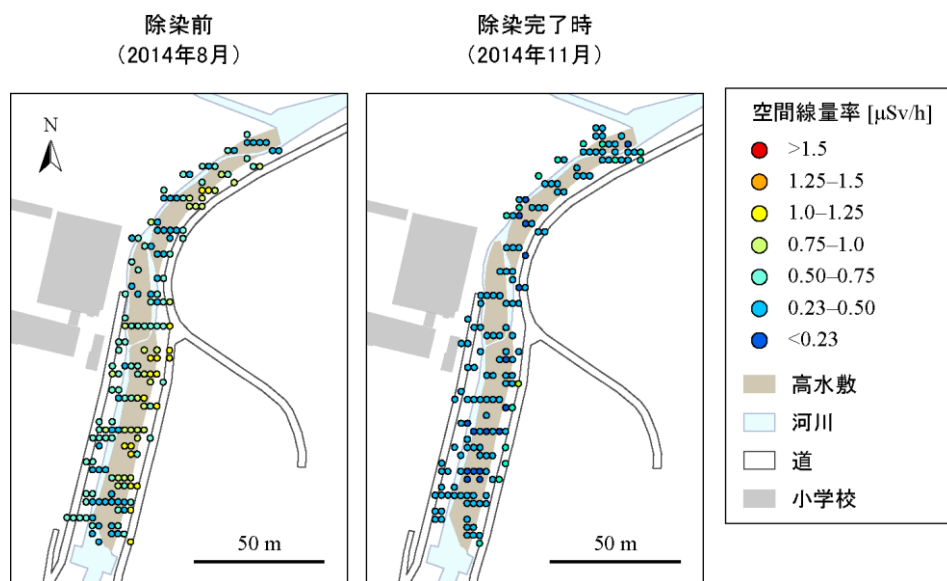 除染前
（2014年8月）
除染完了時
（2014年11月）
N
50 m
50 m
空間線量率 [μSv/h]
>1.5
1.25–1.5
1.0–1.25
0.75–1.0
0.50–0.75
0.23–0.50
<0.23
高水敷
河川
道
小学校